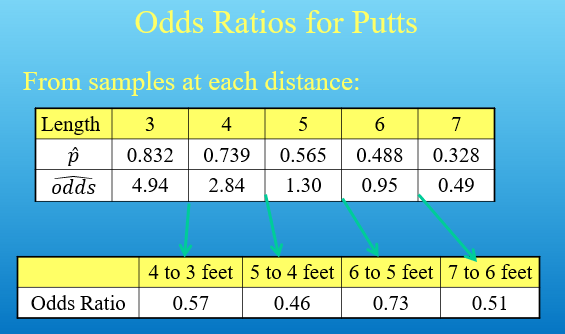 Odds Ratios for Putts
From samples at each distance:
Length 3 4 5 6 7
p̂ 0.832 0.739 0.565 0.488 0.328
oddŝ 4.94 2.84 1.30 0.95 0.49
4 to 3 feet 5 to 4 feet 6 to 5 feet 7 to 6 feet
Odds Ratio 0.57 0.46 0.73 0.51